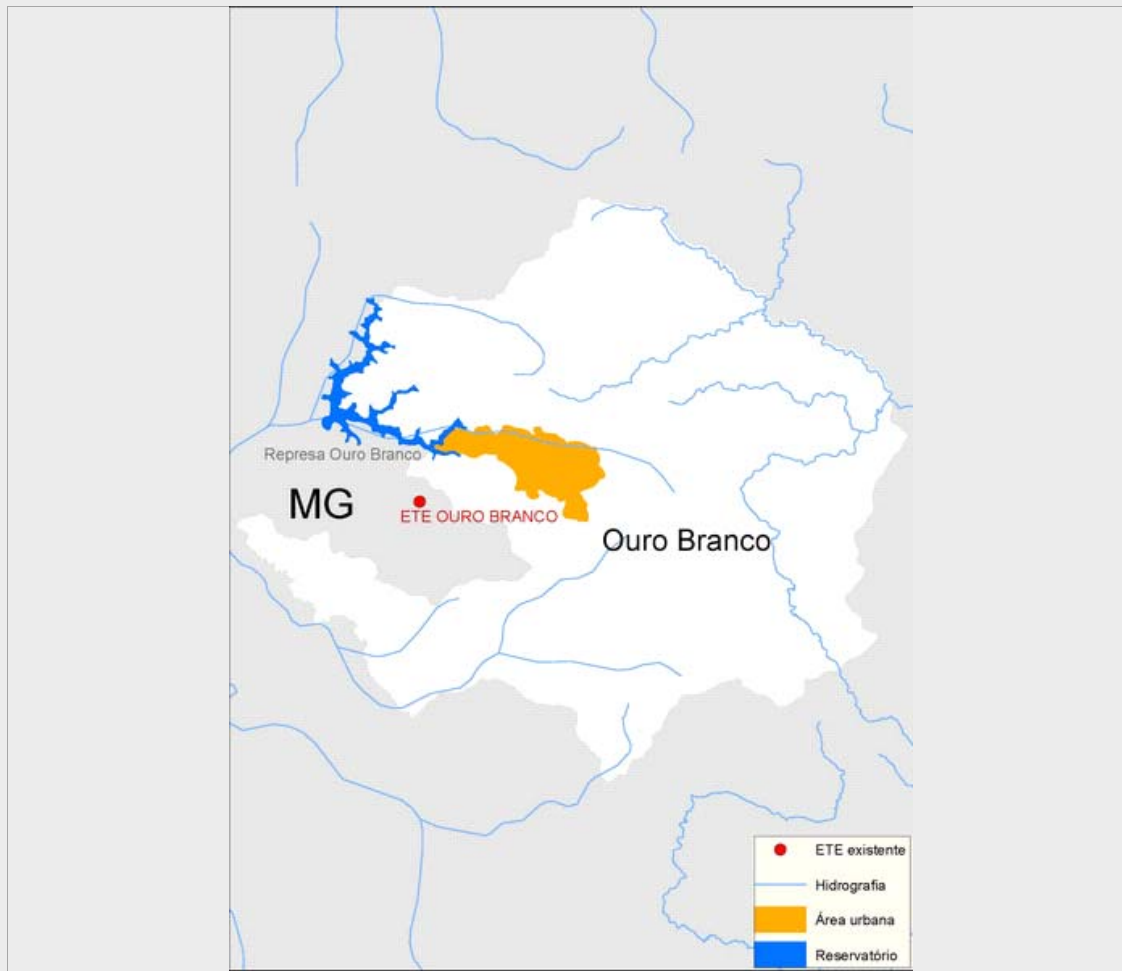 Represa Ouro Branco
MG
ETE OURO BRANCO
Ouro Branco
ETE existente
Hidrografia
Área urbana
Reservatório